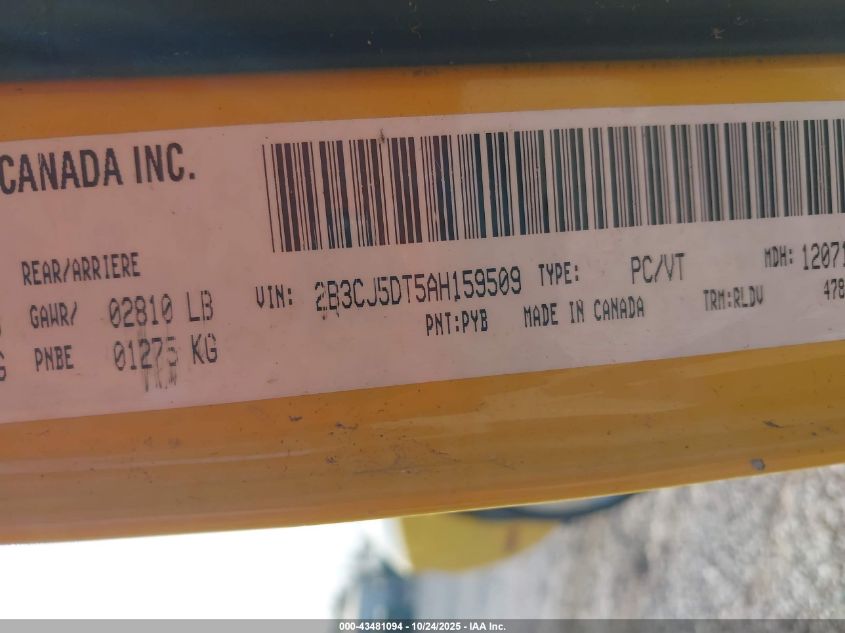 CANADA INC.
REAR/ARRIERE
GAWR/ 02810 LB
PNBE 01275 KG
VIN: 2B3CJ5DT5AH159509 TYPE: PC/VT MDH: 12071
PNT:PYB MADE IN CANADA TRM:RLDV 478
000-43481094 - 10/24/2025 - IAA Inc.